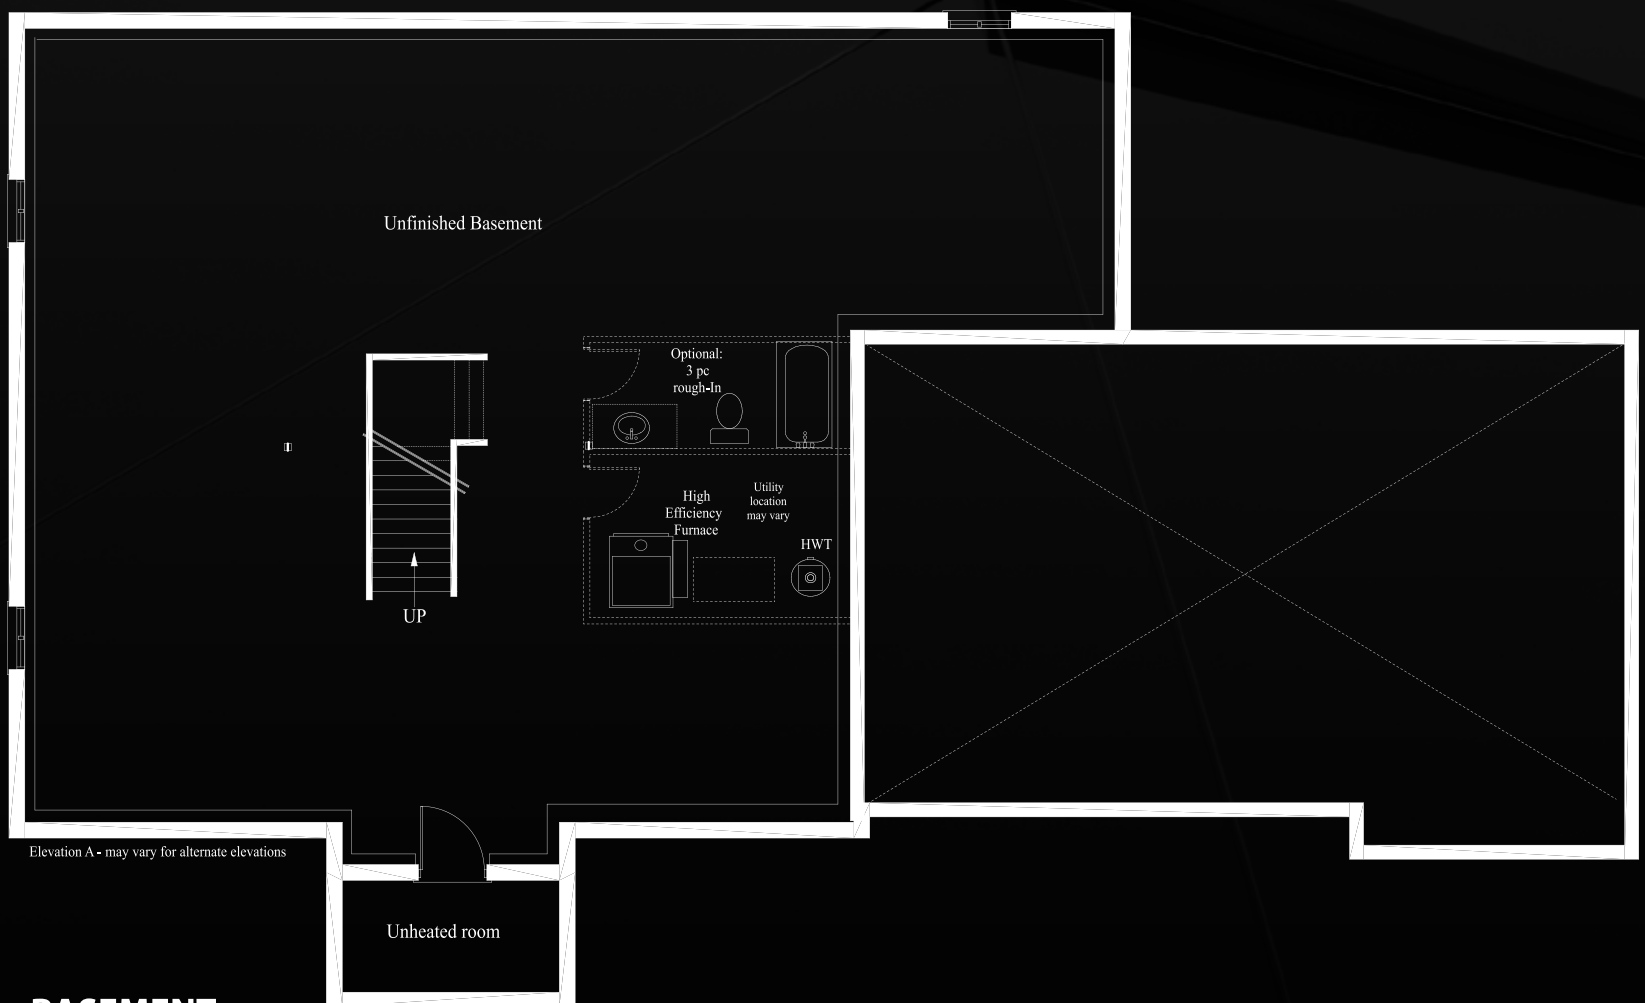 Unfinished Basement
Optional:
3 pc
rough-In
High
Efficiency
Furnace
Utility
location
may vary
HWT
UP
Elevation A - may vary for alternate elevations
Unheated room
BASEMENT